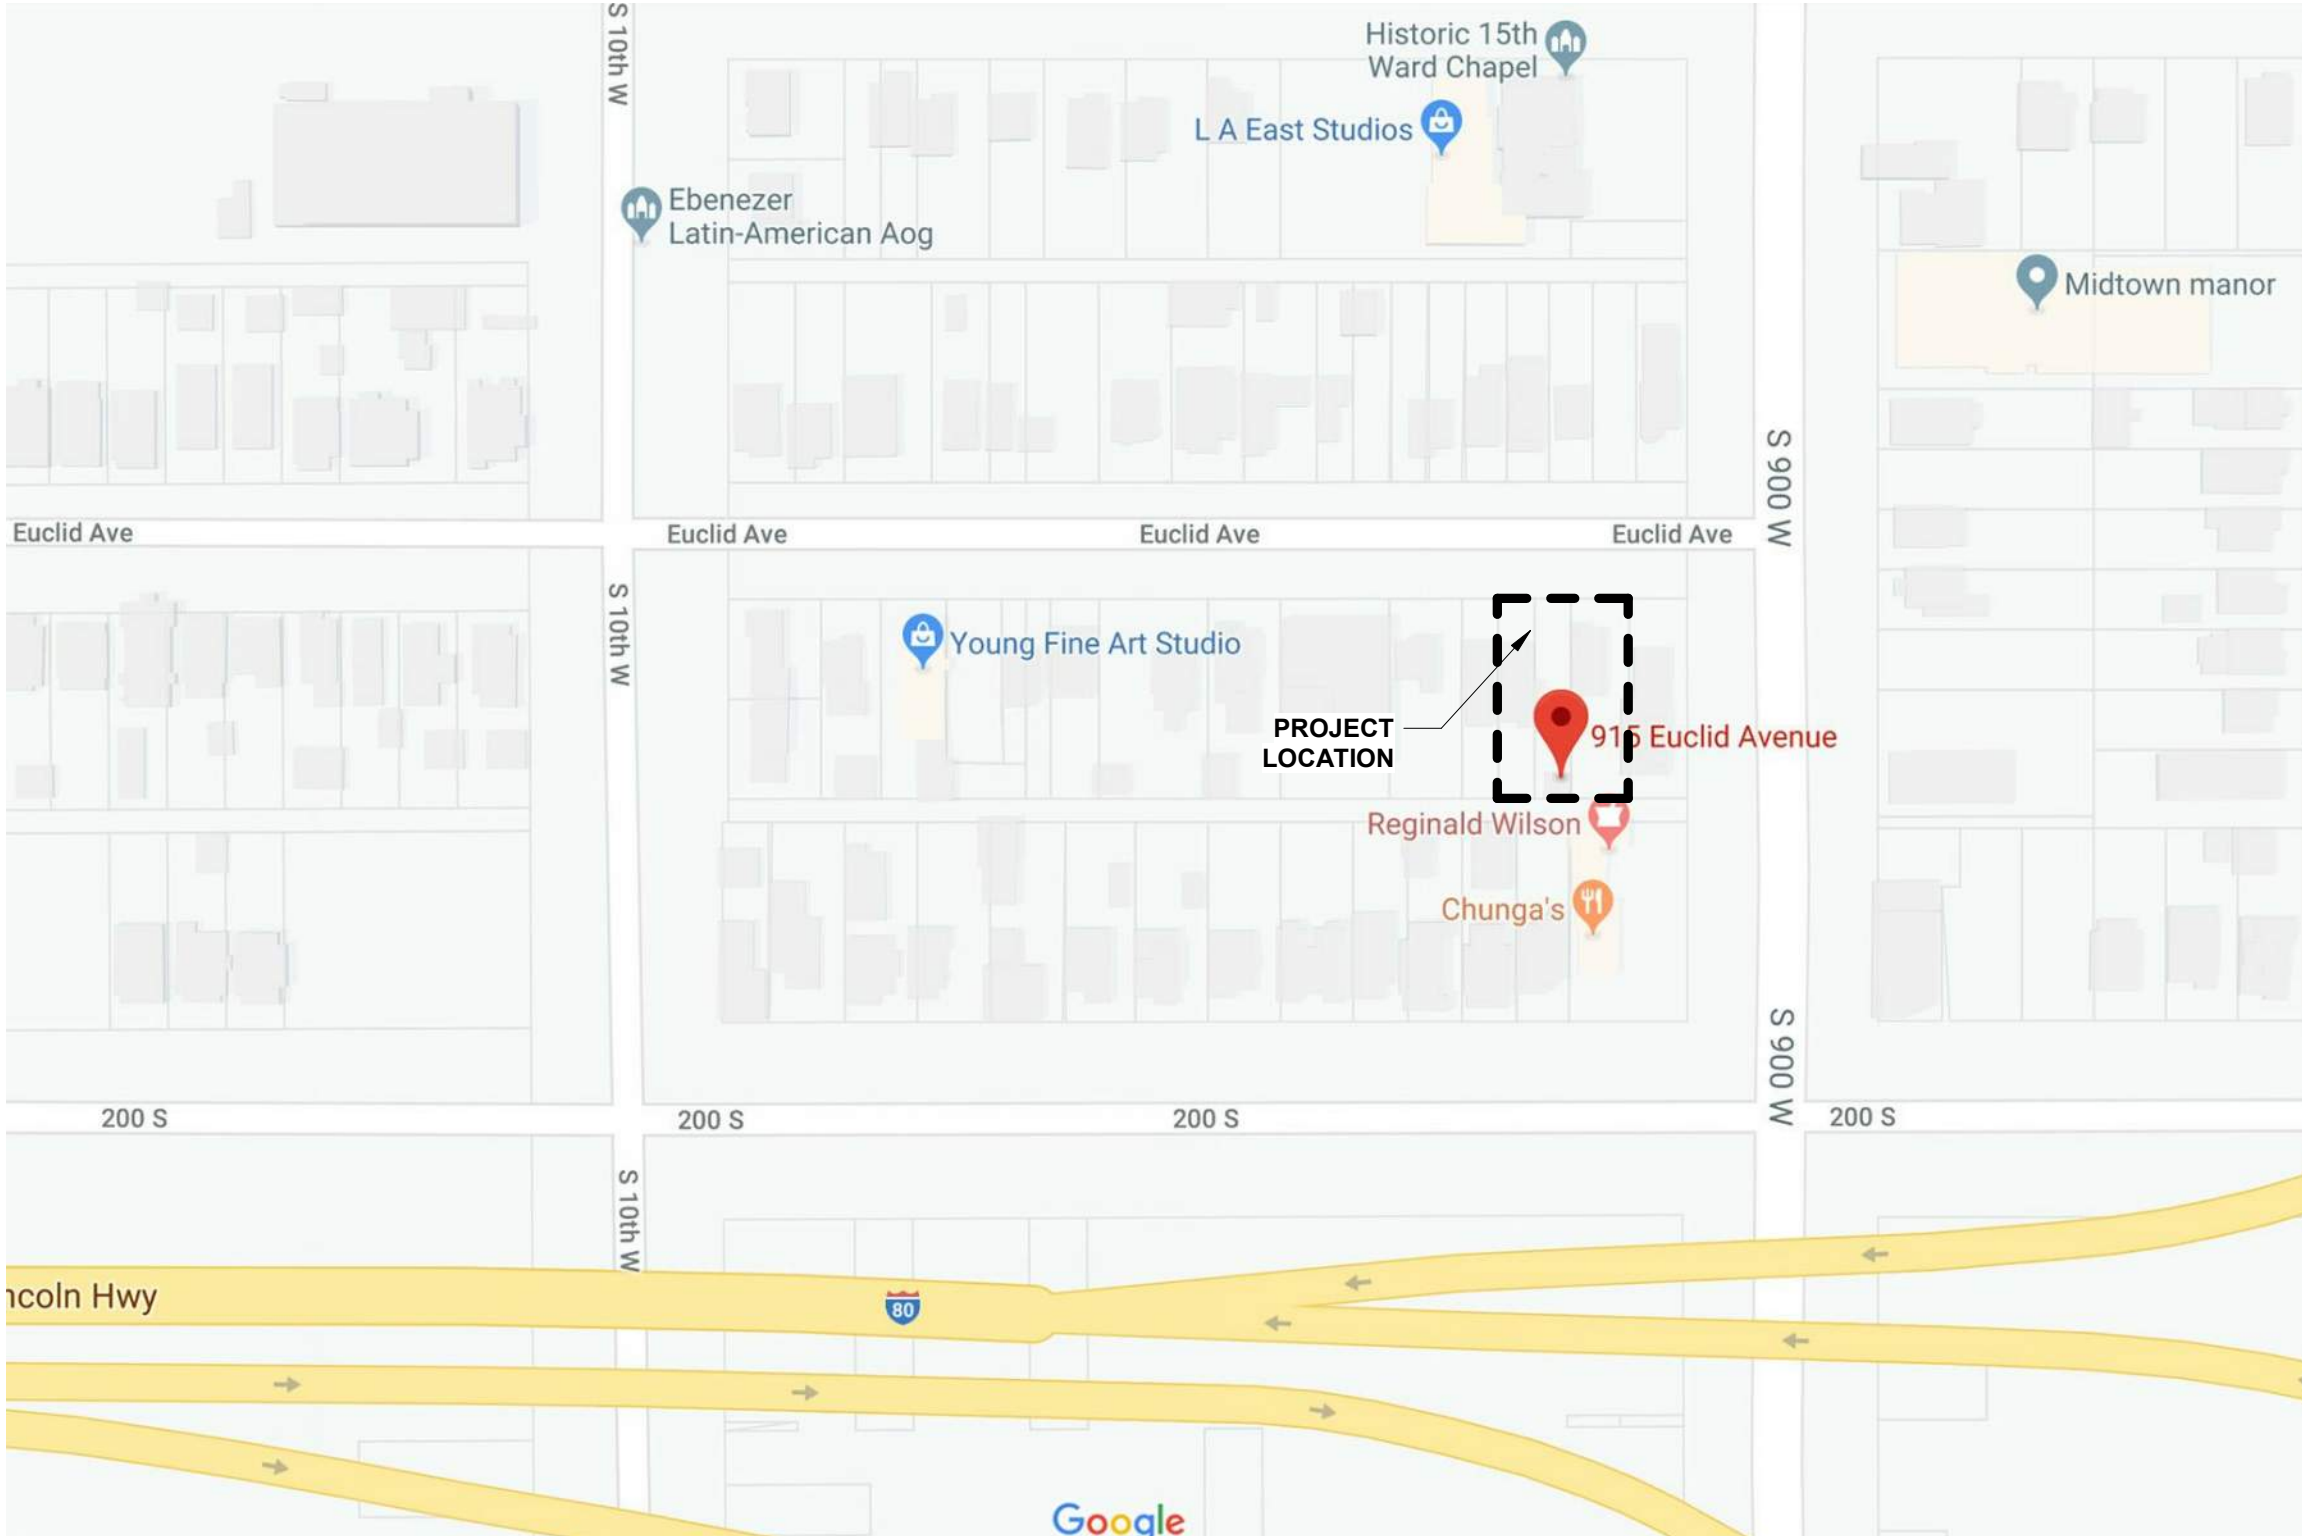 S 10th W
Historic 15th
Ward Chapel
L A East Studios
Ebenezer
Latin-American Aog
Midtown manor
S 900 W
Euclid Ave
Euclid Ave
Euclid Ave
Euclid Ave
S 10th W
Young Fine Art Studio
PROJECT
LOCATION
915 Euclid Avenue
Reginald Wilson
Chunga's
S 900 W
200 S
200 S
200 S
200 S
S 10th W
ncoln Hwy
80
Google